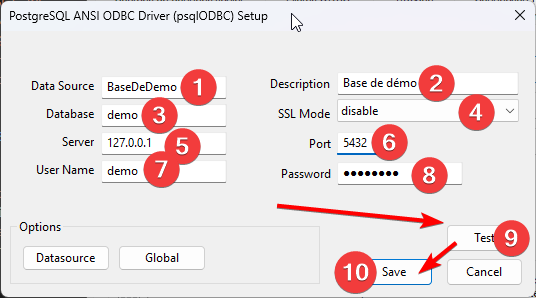 PostgreSQL ANSI ODBC Driver (psqlODBC) Setup
Data Source BaseDeDemo 1 Description Base de démo 2
Database demo 3 SSL Mode disable 4
Server 127.0.0.1 5 Port 5432 6
User Name demo 7 Password ●●●●●●●● 8
Options
Test 9
Datasource Global 10 Save Cancel